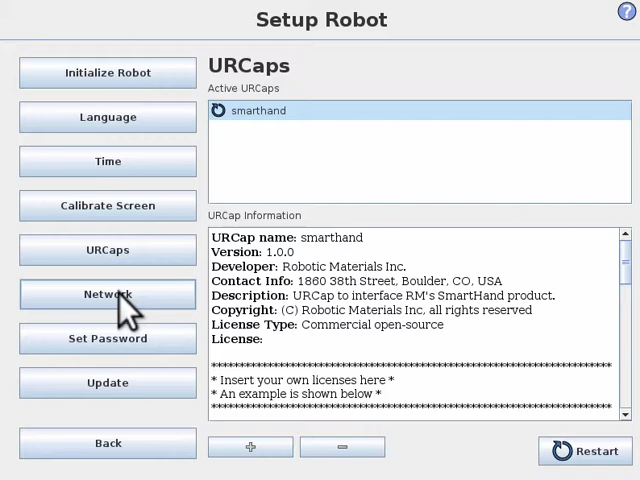 Setup Robot
?
Initialize Robot
Language
Time
Calibrate Screen
URCaps
Network
Set Password
Update
Back
URCaps
Active URCaps
smarthand
URCap Information
URCap name: smarthand
Version: 1.0.0
Developer: Robotic Materials Inc.
Contact Info: 1860 38th Street, Boulder, CO, USA
Description: URCap to interface RM's SmartHand product.
Copyright: (C) Robotic Materials Inc, all rights reserved
License Type: Commercial open-source
License:
********************************************************************************
* Insert your own licenses here *
* An example is shown below *
********************************************************************************
+
−
Restart